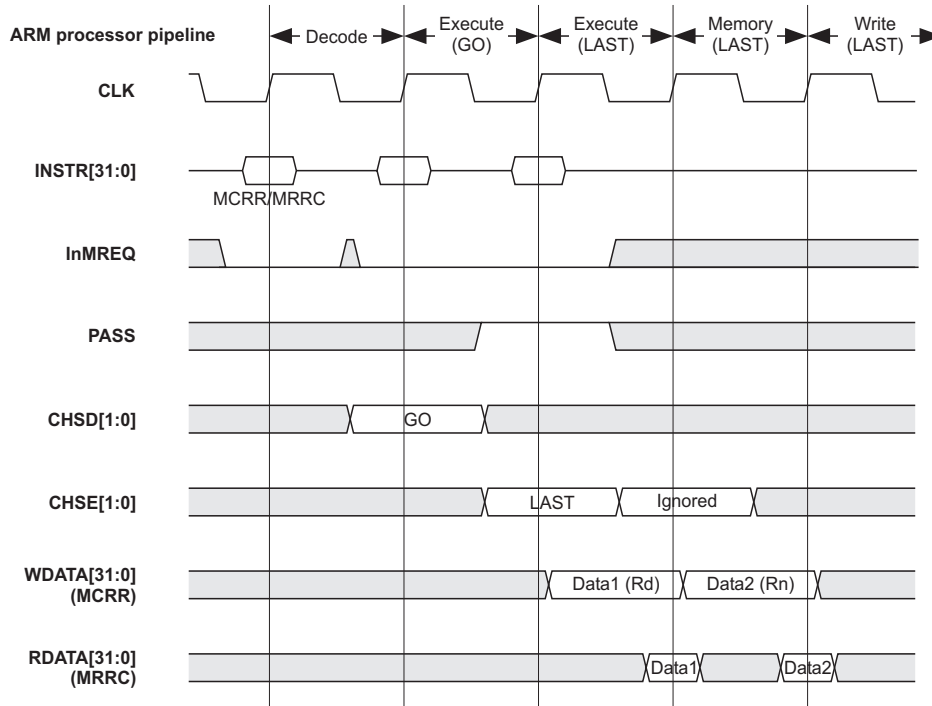 ARM processor pipeline
Decode
Execute
(GO)
Execute
(LAST)
Memory
(LAST)
Write
(LAST)
CLK
INSTR[31:0]
MCRR/MRRC
InMREQ
PASS
CHSD[1:0]
GO
CHSE[1:0]
LAST
Ignored
WDATA[31:0]
(MCRR)
Data1 (Rd)
Data2 (Rn)
RDATA[31:0]
(MRRC)
Data1
Data2